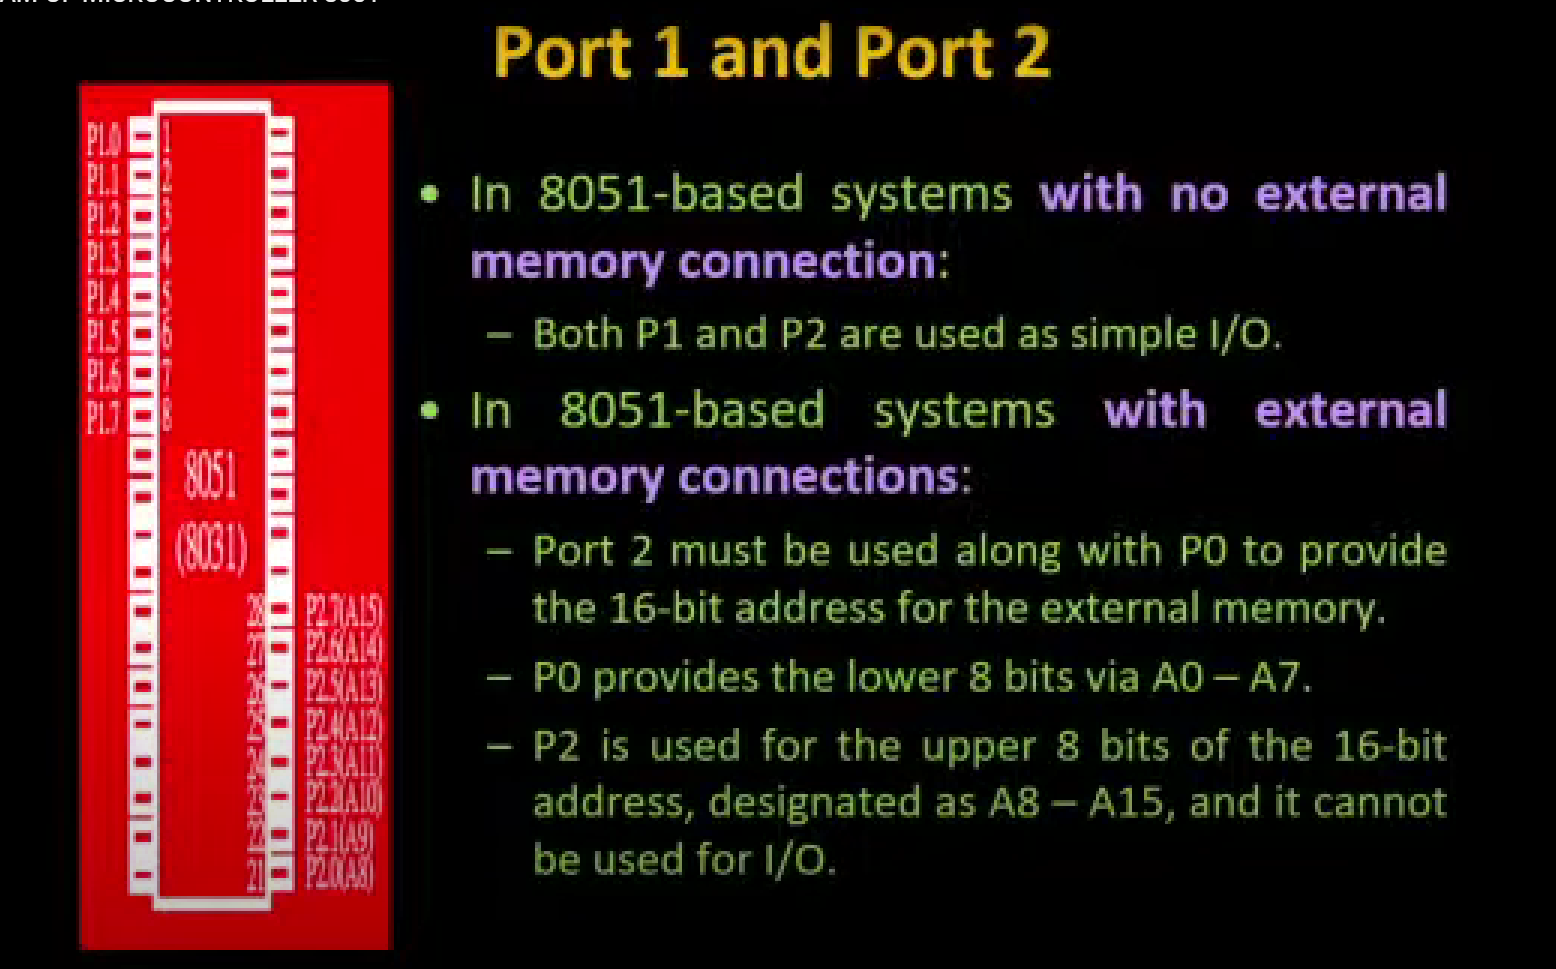 Port 1 and Port 2
P1.0 1
P1.1 2
P1.2 3
P1.3 4
P1.4 5
P1.5 6
P1.6 7
P1.7 8
8051
(8031)
28 P2.7(A15)
27 P2.6(A14)
26 P2.5(A13)
25 P2.4(A12)
24 P2.3(A11)
23 P2.2(A10)
22 P2.1(A9)
21 P2.0(A8)
• In 8051-based systems with no external
memory connection:
– Both P1 and P2 are used as simple I/O.
• In 8051-based systems with external
memory connections:
– Port 2 must be used along with P0 to provide
the 16-bit address for the external memory.
– P0 provides the lower 8 bits via A0 – A7.
– P2 is used for the upper 8 bits of the 16-bit
address, designated as A8 – A15, and it cannot
be used for I/O.